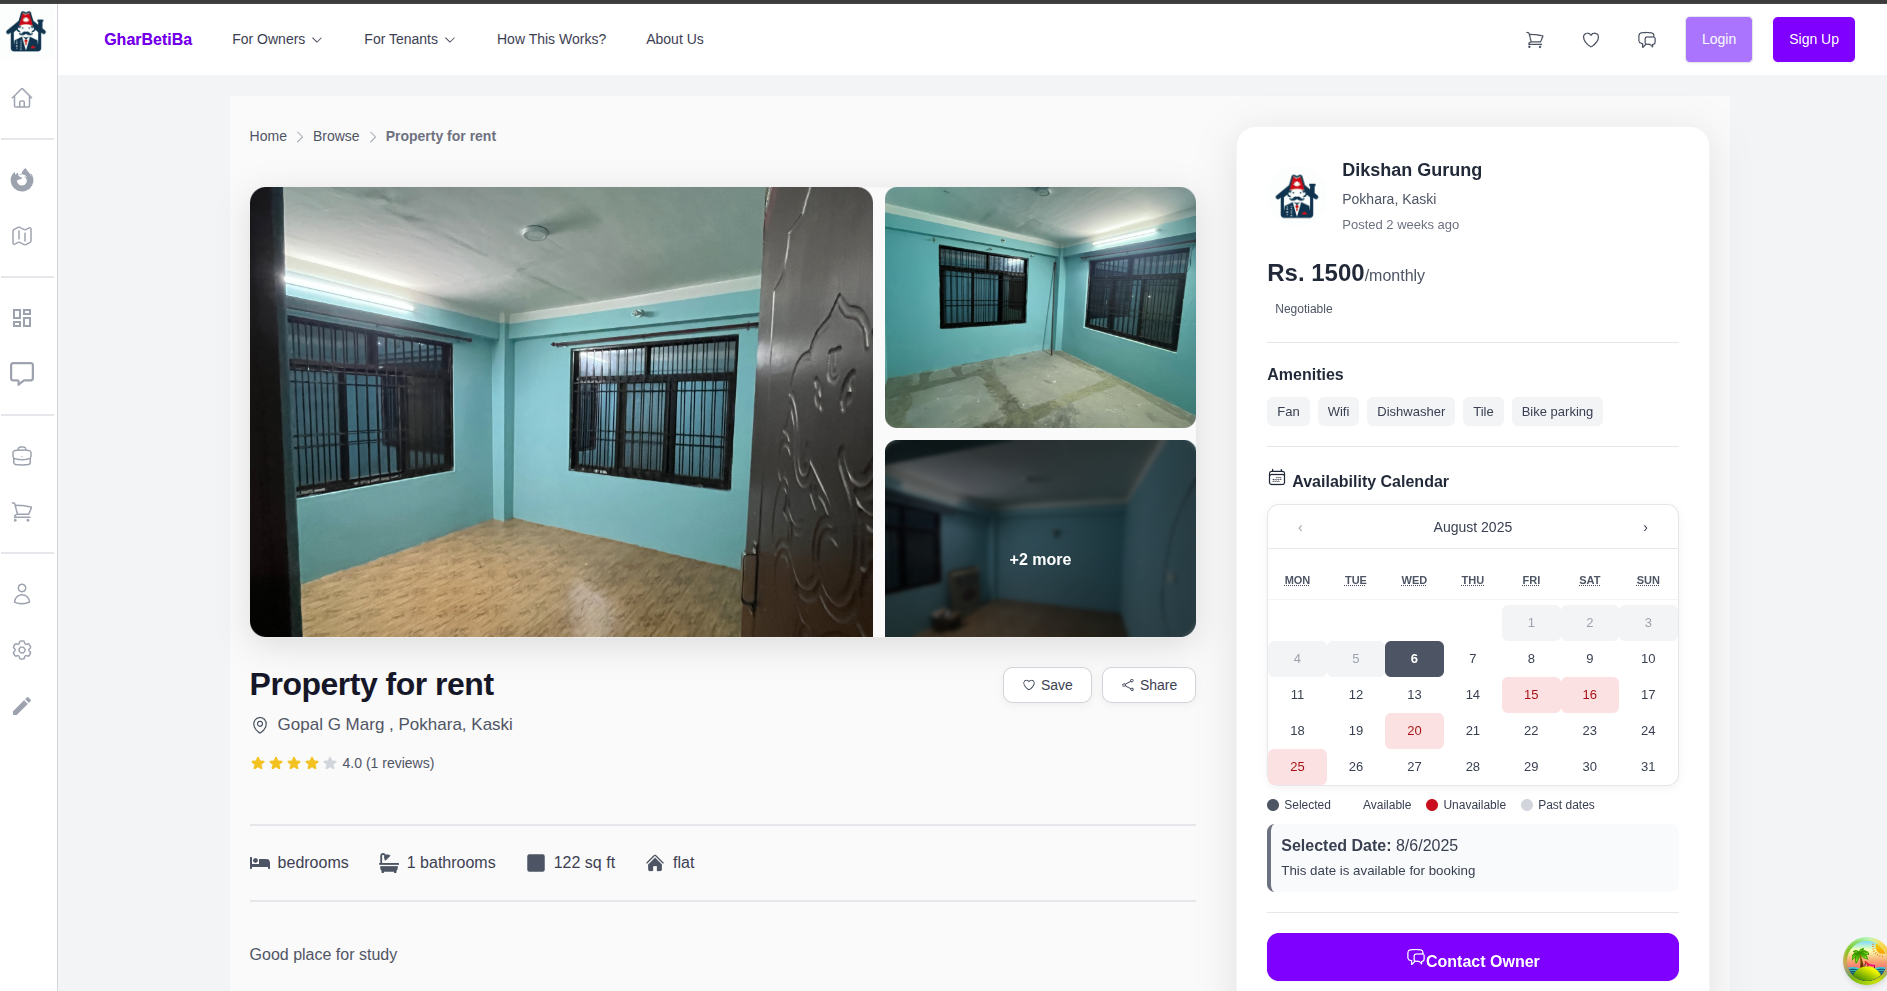 GharBetiBa
For Owners
For Tenants
How This Works?
About Us
Login
Sign Up
Home
Browse
Property for rent
+2 more
Property for rent
Save
Share
Gopal G Marg , Pokhara, Kaski
4.0 (1 reviews)
bedrooms
1 bathrooms
122 sq ft
flat
Good place for study
Dikshan Gurung
Pokhara, Kaski
Posted 2 weeks ago
Rs. 1500/monthly
Negotiable
Amenities
Fan
Wifi
Dishwasher
Tile
Bike parking
Availability Calendar
‹ August 2025 ›
MON TUE WED THU FRI SAT SUN
1 2 3
4 5 6 7 8 9 10
11 12 13 14 15 16 17
18 19 20 21 22 23 24
25 26 27 28 29 30 31
Selected Available Unavailable Past dates
Selected Date: 8/6/2025
This date is available for booking
Contact Owner